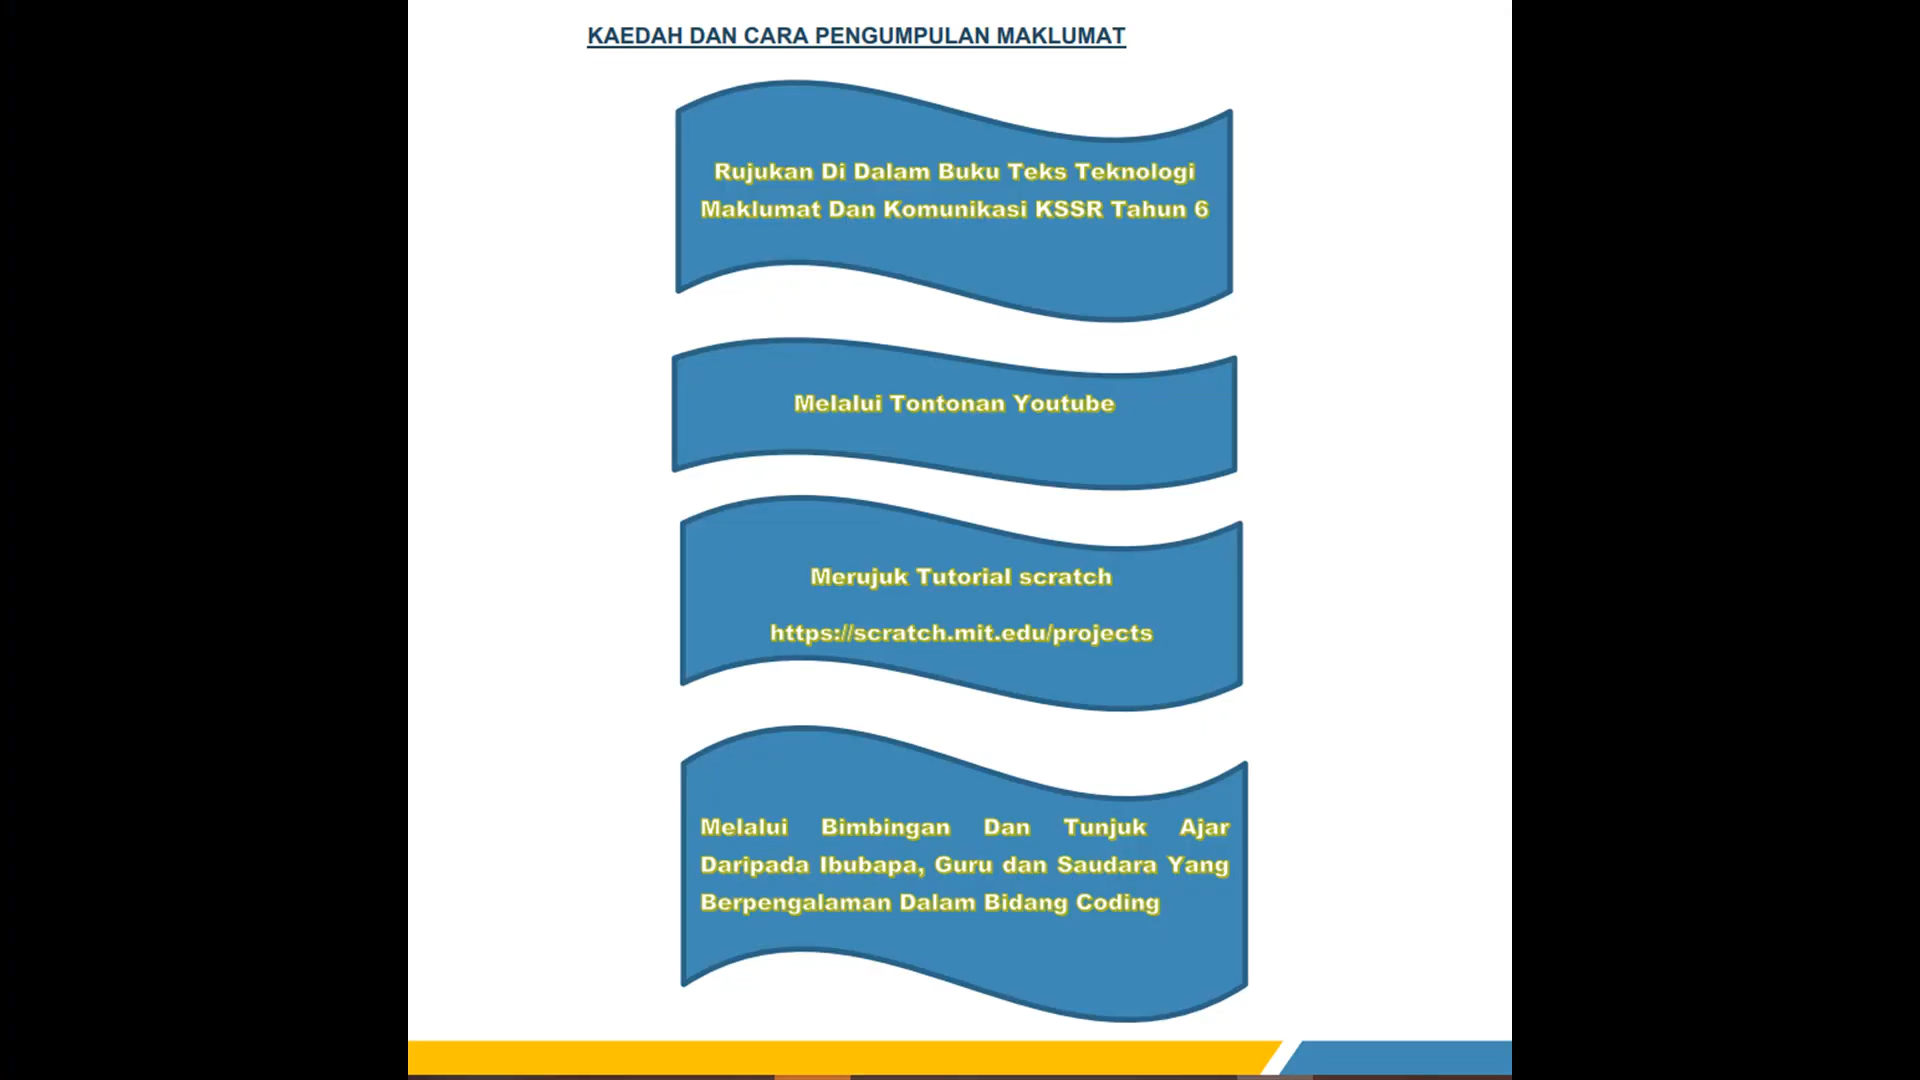 KAEDAH DAN CARA PENGUMPULAN MAKLUMAT
Rujukan Di Dalam Buku Teks Teknologi
Maklumat Dan Komunikasi KSSR Tahun 6
Melalui Tontonan Youtube
Merujuk Tutorial scratch
https://scratch.mit.edu/projects
Melalui Bimbingan Dan Tunjuk Ajar
Daripada Ibubapa, Guru dan Saudara Yang
Berpengalaman Dalam Bidang Coding